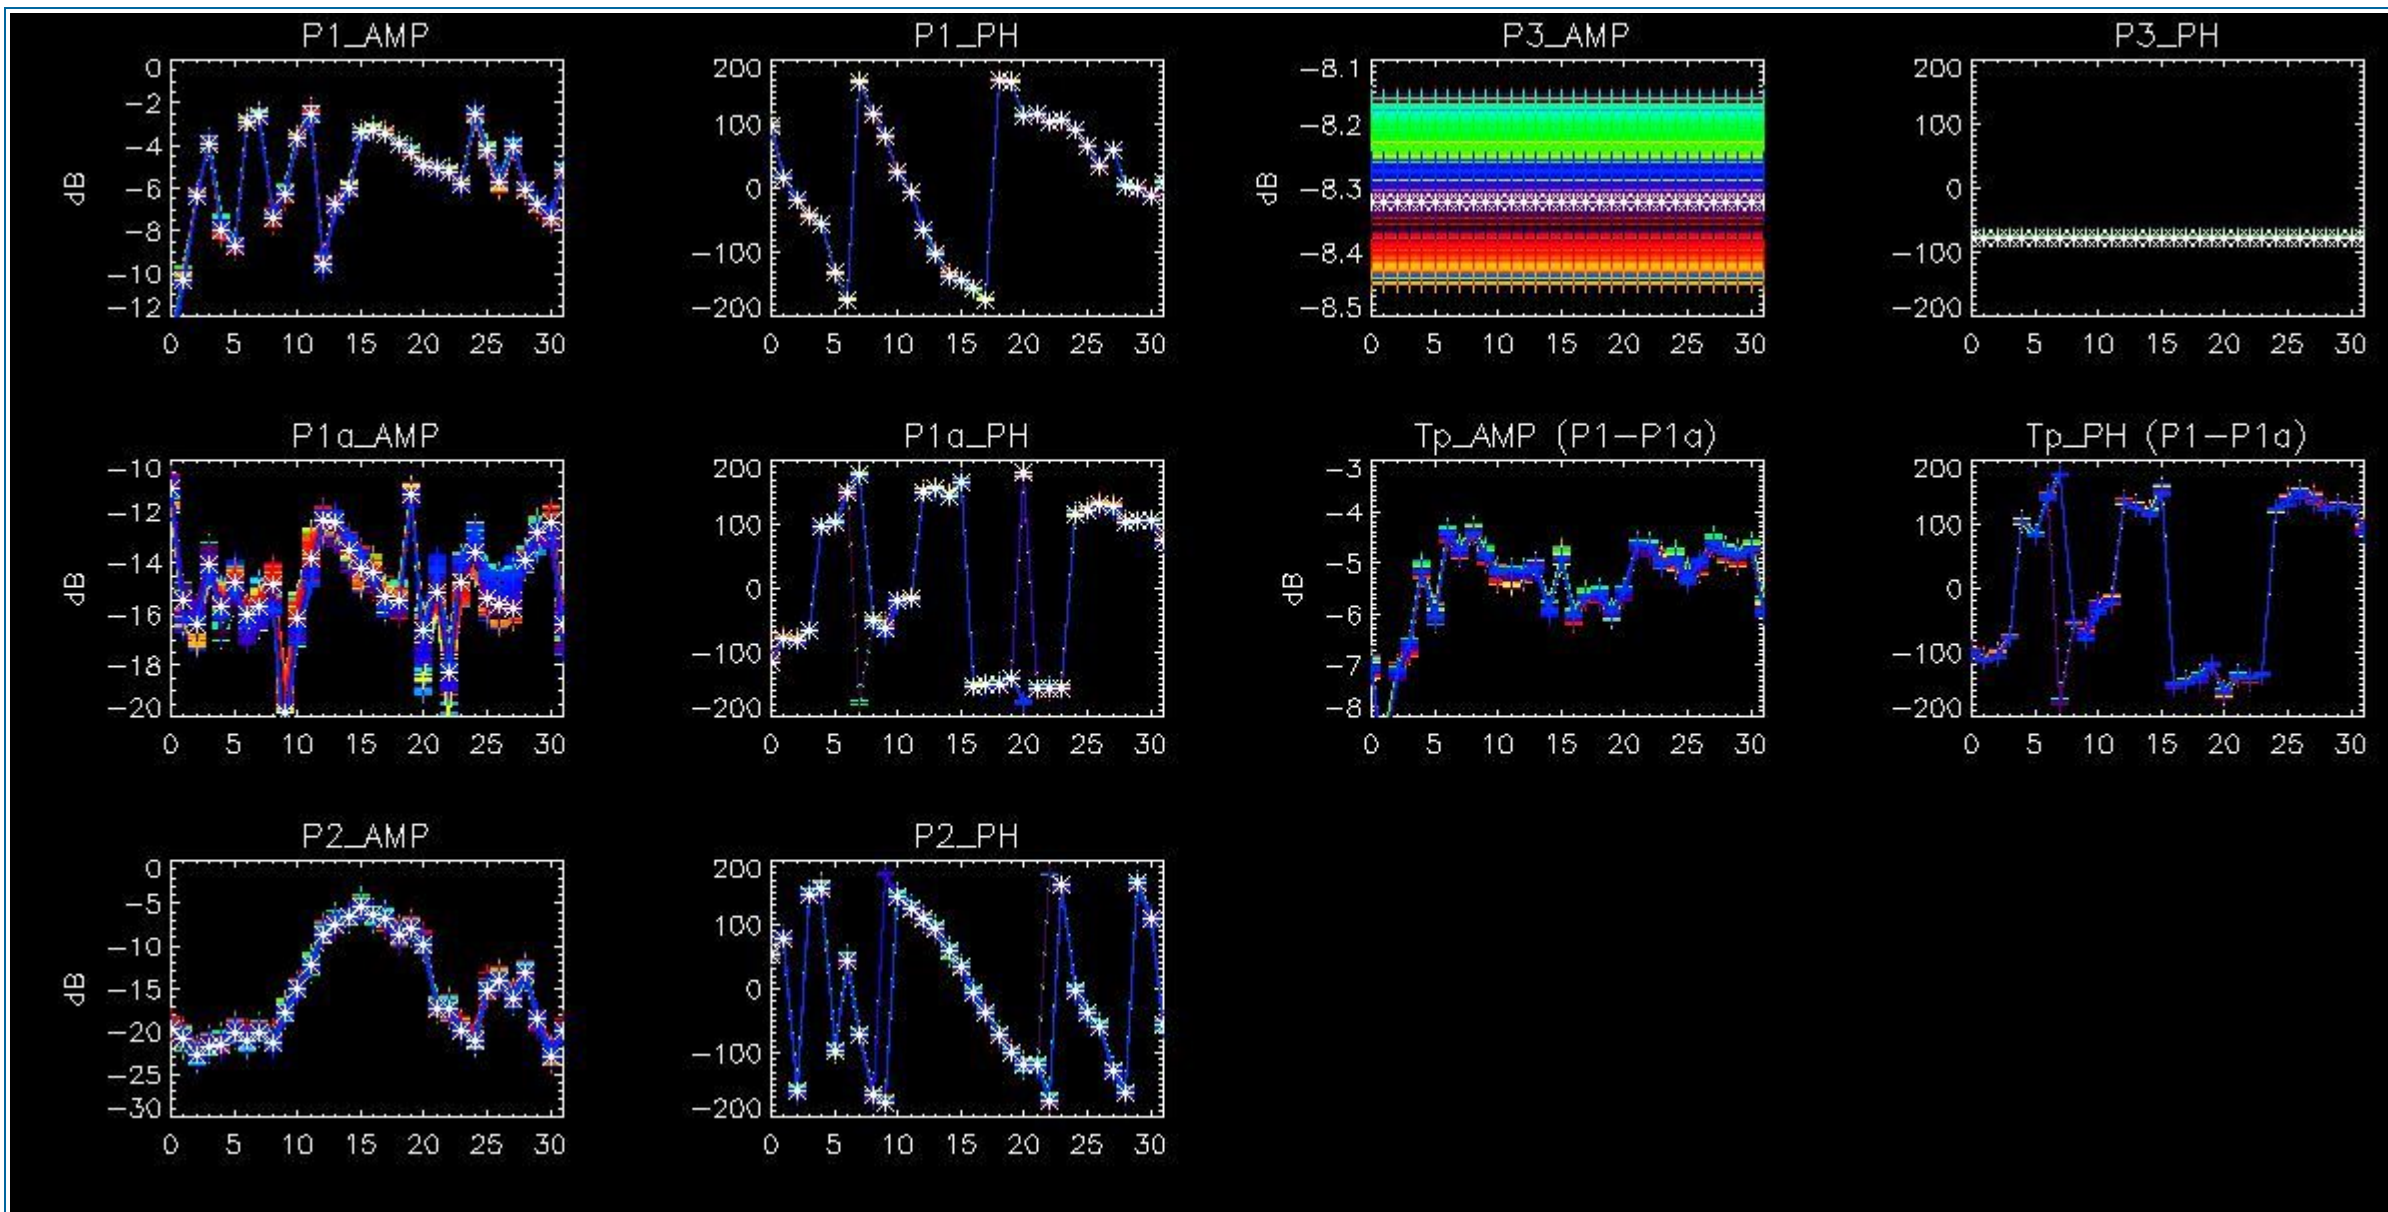 P1_AMP
P1_PH
P3_AMP
P3_PH
0
−2
−4
−6
−8
−10
−12
dB
0 5 10 15 20 25 30
200
100
0
−100
−200
0 5 10 15 20 25 30
−8.1
−8.2
−8.3
−8.4
−8.5
dB
0 5 10 15 20 25 30
200
100
0
−100
−200
0 5 10 15 20 25 30
P1a_AMP
P1a_PH
Tp_AMP (P1−P1a)
Tp_PH (P1−P1a)
−10
−12
−14
−16
−18
−20
dB
0 5 10 15 20 25 30
200
100
0
−100
−200
0 5 10 15 20 25 30
−3
−4
−5
−6
−7
−8
dB
0 5 10 15 20 25 30
200
100
0
−100
−200
0 5 10 15 20 25 30
P2_AMP
P2_PH
0
−5
−10
−15
−20
−25
−30
dB
0 5 10 15 20 25 30
200
100
0
−100
−200
0 5 10 15 20 25 30